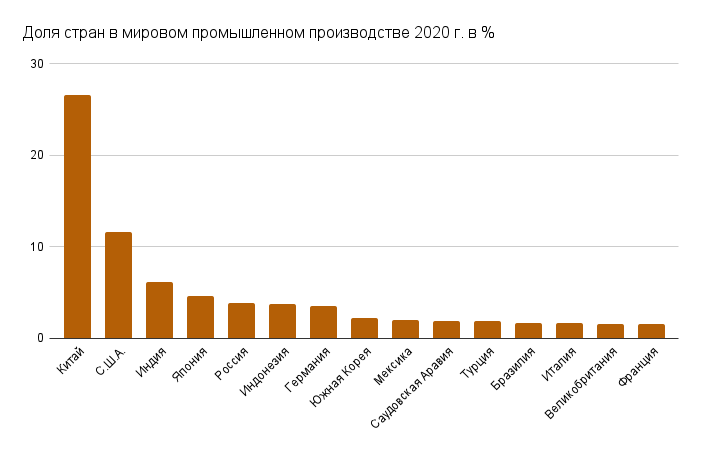 Доля стран в мировом промышленном производстве 2020 г. в %
30
20
10
0
Китай
С.Ш.А.
Индия
Япония
Россия
Индонезия
Германия
Южная Корея
Мексика
Саудовская Аравия
Турция
Бразилия
Италия
Великобритания
Франция